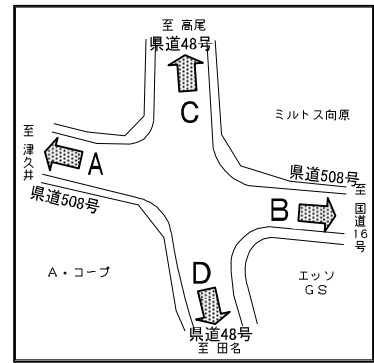 至 高尾
県道48号
C
ミルトス向原
至 津久井
A
県道508号
県道508号
至 国道16号
B
A・コープ
D
エッソ
GS
県道48号
至 田名